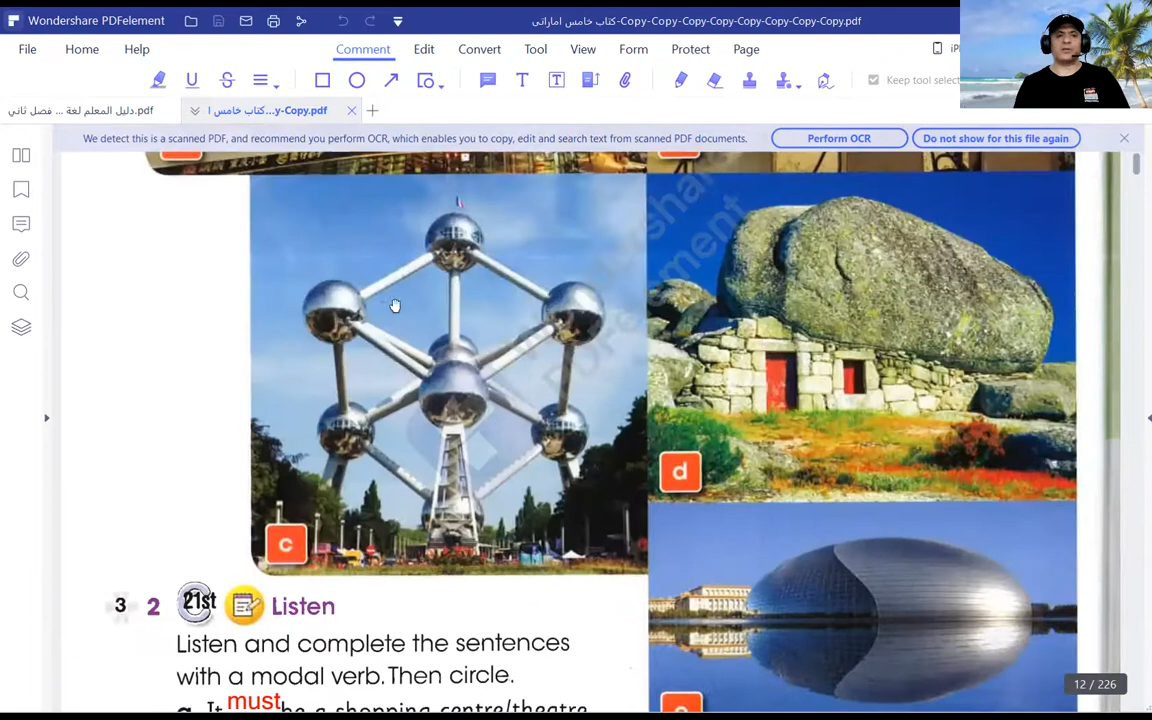 Wondershare PDFelement
كتاب خامس اماراتى-Copy-Copy-Copy-Copy-Copy-Copy-Copy.pdf
File Home Help Comment Edit Convert Tool View Form Protect Page
Keep tool selec
دليل المعلم لغة ... فصل ثاني.pdf
كتاب خامس ا...y-Copy.pdf
We detect this is a scanned PDF, and recommend you perform OCR, which enables you to copy, edit and search text from scanned PDF documents.
Perform OCR
Do not show for this file again
d
c
3 2 21st Listen
Listen and complete the sentences
with a modal verb. Then circle.
a It must be a shopping centre/theatre
12 / 226